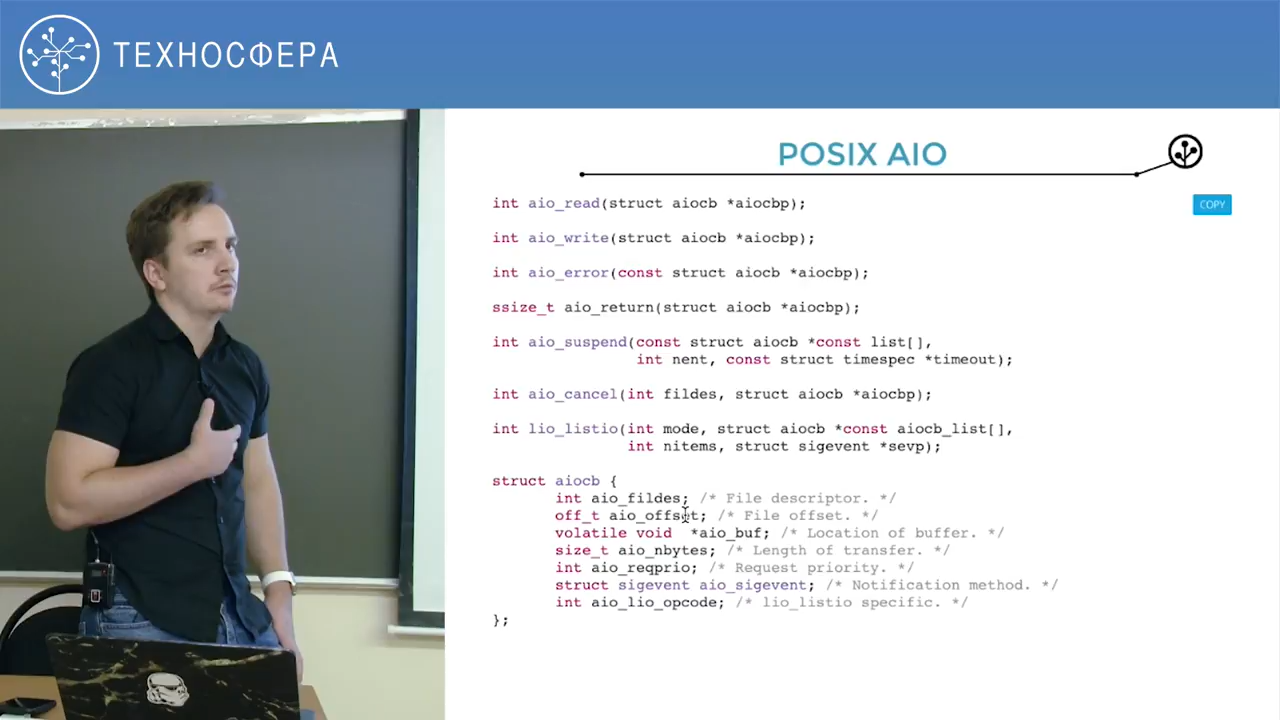 ТЕХНОСФЕРА
POSIX AIO
COPY
int aio_read(struct aiocb *aiocbp);
int aio_write(struct aiocb *aiocbp);
int aio_error(const struct aiocb *aiocbp);
ssize_t aio_return(struct aiocb *aiocbp);
int aio_suspend(const struct aiocb *const list[],
int nent, const struct timespec *timeout);
int aio_cancel(int fildes, struct aiocb *aiocbp);
int lio_listio(int mode, struct aiocb *const aiocb_list[],
int nitems, struct sigevent *sevp);
struct aiocb {
int aio_fildes; /* File descriptor. */
off_t aio_offset; /* File offset. */
volatile void  *aio_buf; /* Location of buffer. */
size_t aio_nbytes; /* Length of transfer. */
int aio_reqprio; /* Request priority. */
struct sigevent aio_sigevent; /* Notification method. */
int aio_lio_opcode; /* lio_listio specific. */
};